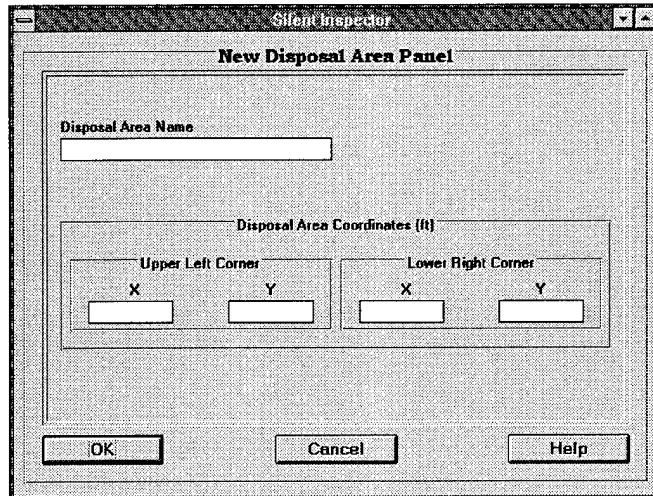 Silent Inspector
New Disposal Area Panel
Disposal Area Name
Disposal Area Coordinates (ft)
Upper Left Corner Lower Right Corner
X Y X Y
OK Cancel Help